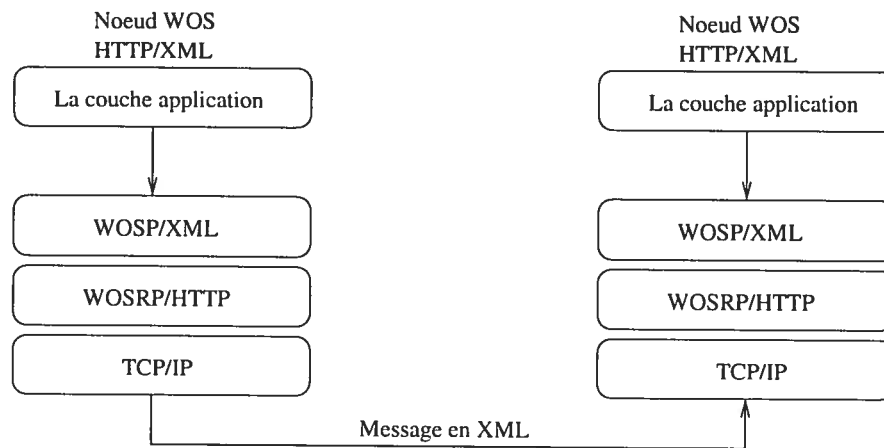 Noeud WOS
HTTP/XML
La couche application
WOSP/XML
WOSRP/HTTP
TCP/IP
Noeud WOS
HTTP/XML
La couche application
WOSP/XML
WOSRP/HTTP
TCP/IP
Message en XML